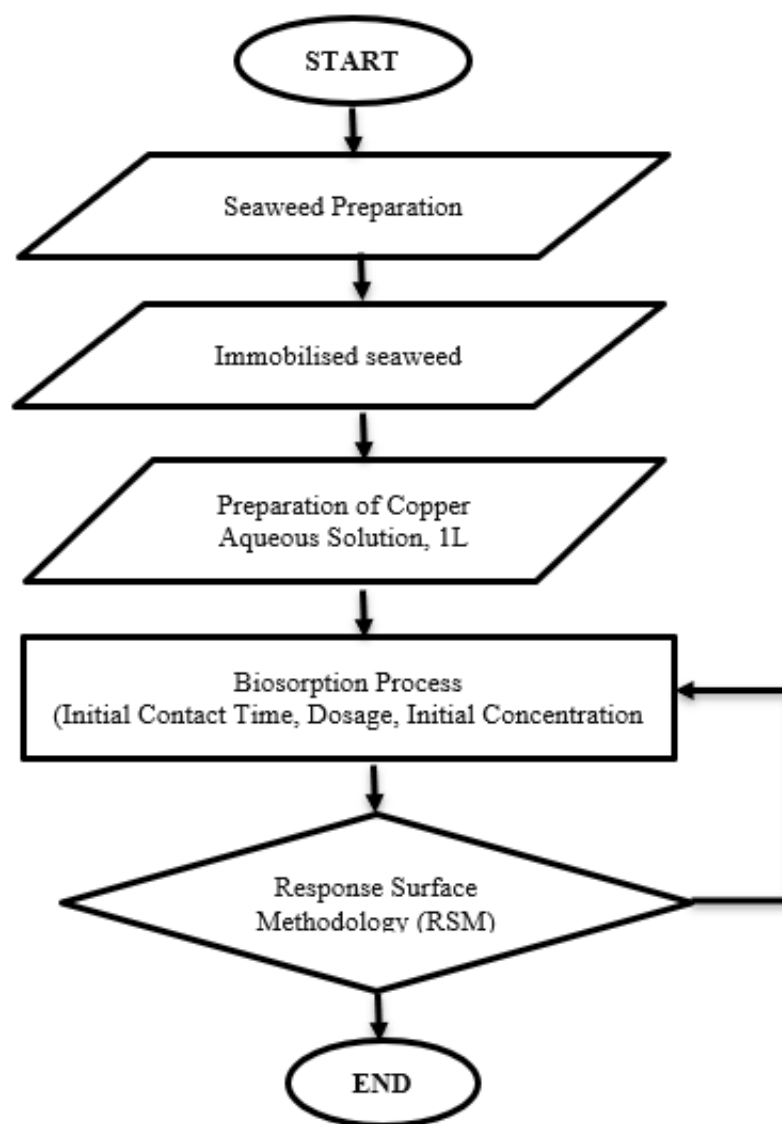 START
Seaweed Preparation
Immobilised seaweed
Preparation of Copper
Aqueous Solution, 1L
Biosorption Process
(Initial Contact Time, Dosage, Initial Concentration
Response Surface
Methodology (RSM)
END